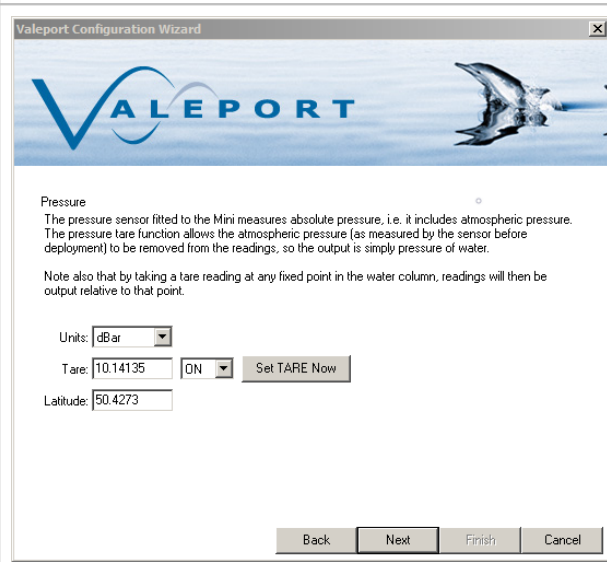 Valeport Configuration Wizard
VALEPORT
Pressure
The pressure sensor fitted to the Mini measures absolute pressure, i.e. it includes atmospheric pressure.
The pressure tare function allows the atmospheric pressure (as measured by the sensor before
deployment) to be removed from the readings, so the output is simply pressure of water.
Note also that by taking a tare reading at any fixed point in the water column, readings will then be
output relative to that point.
Units: dBar
Tare: 10.14135 ON Set TARE Now
Latitude: 50.4273
Back Next Finish Cancel